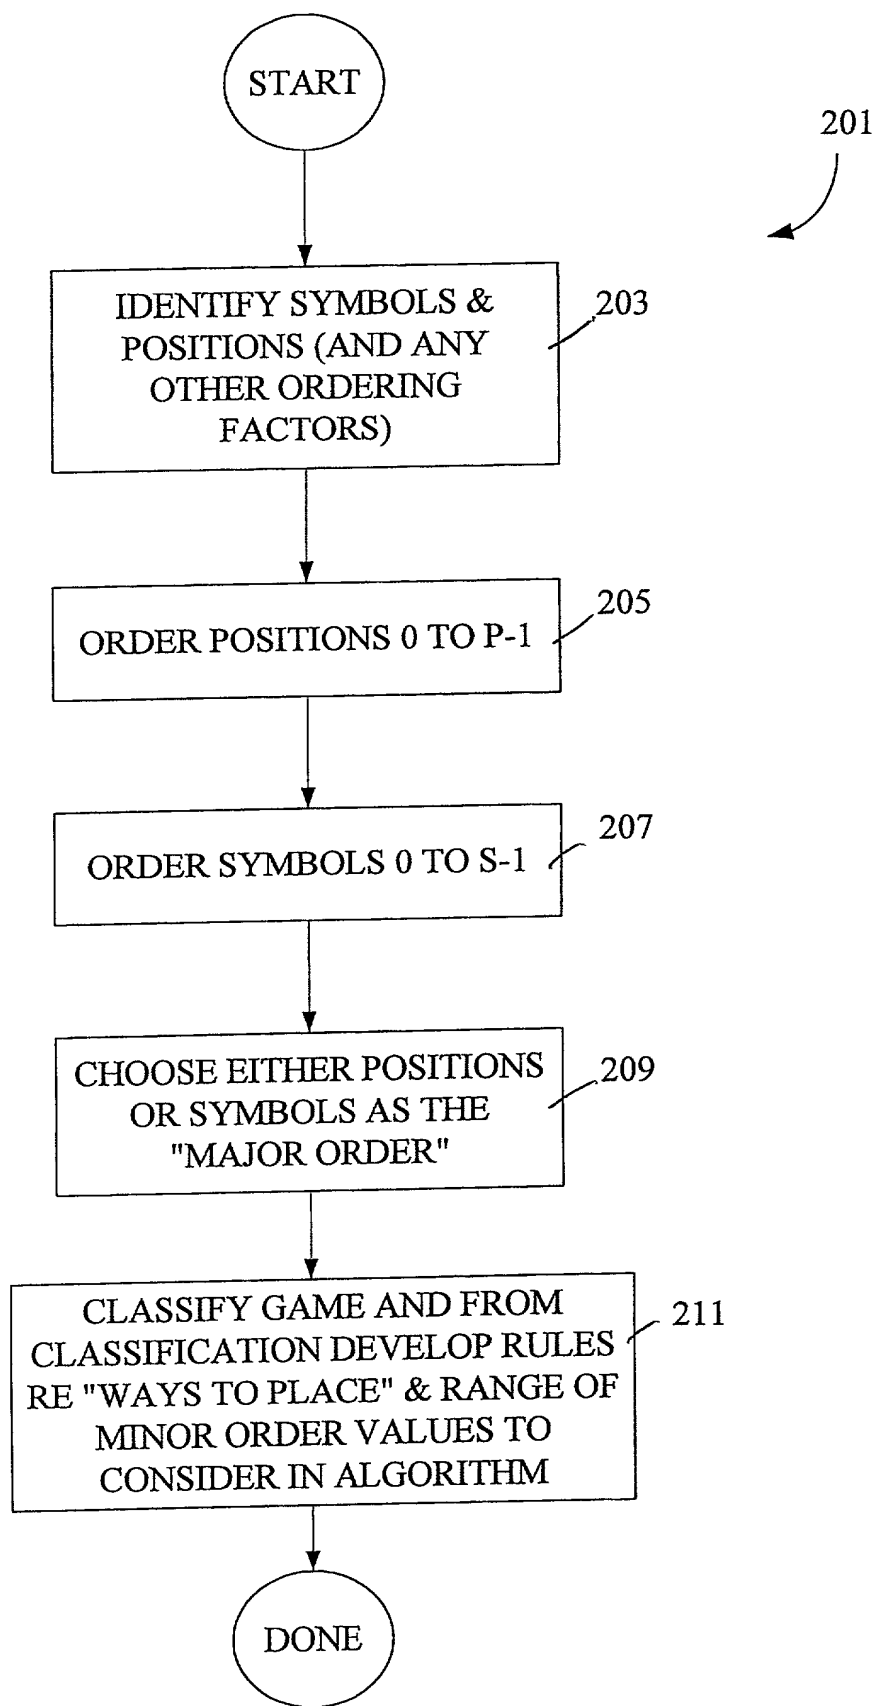 START
201
IDENTIFY SYMBOLS &
POSITIONS (AND ANY
OTHER ORDERING
FACTORS)
203
ORDER POSITIONS 0 TO P-1
205
ORDER SYMBOLS 0 TO S-1
207
CHOOSE EITHER POSITIONS
OR SYMBOLS AS THE
"MAJOR ORDER"
209
CLASSIFY GAME AND FROM
CLASSIFICATION DEVELOP RULES
RE "WAYS TO PLACE" & RANGE OF
MINOR ORDER VALUES TO
CONSIDER IN ALGORITHM
211
DONE